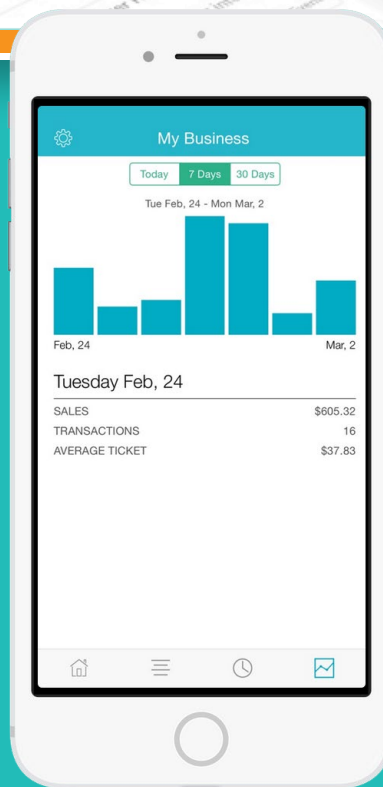 My Business
Today 7 Days 30 Days
Tue Feb, 24 - Mon Mar, 2
Feb, 24 Mar, 2
Tuesday Feb, 24
SALES $605.32
TRANSACTIONS 16
AVERAGE TICKET $37.83